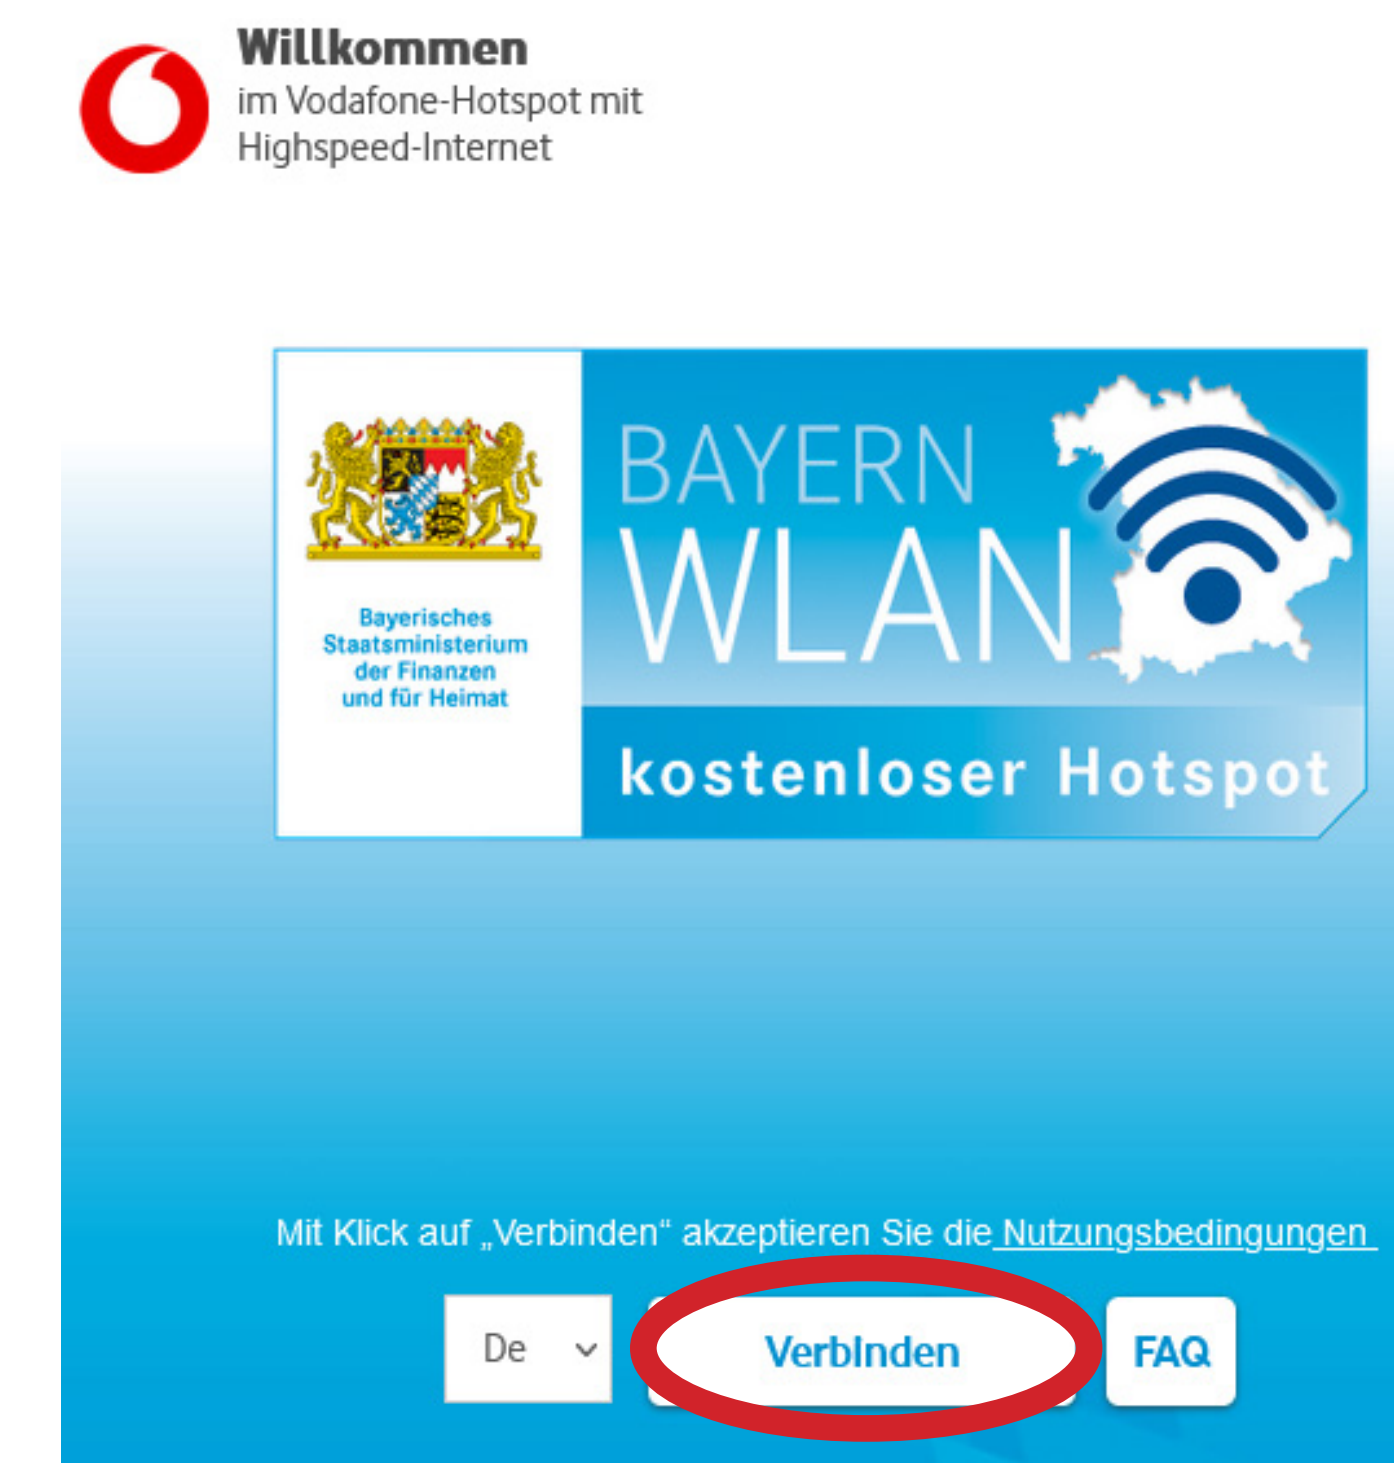 Willkommen
im Vodafone-Hotspot mit
Highspeed-Internet
Bayerisches
Staatsministerium
der Finanzen
und für Heimat
BAYERN
WLAN
kostenloser Hotspot
Mit Klick auf „Verbinden“ akzeptieren Sie die Nutzungsbedingungen
De
Verbinden
FAQ